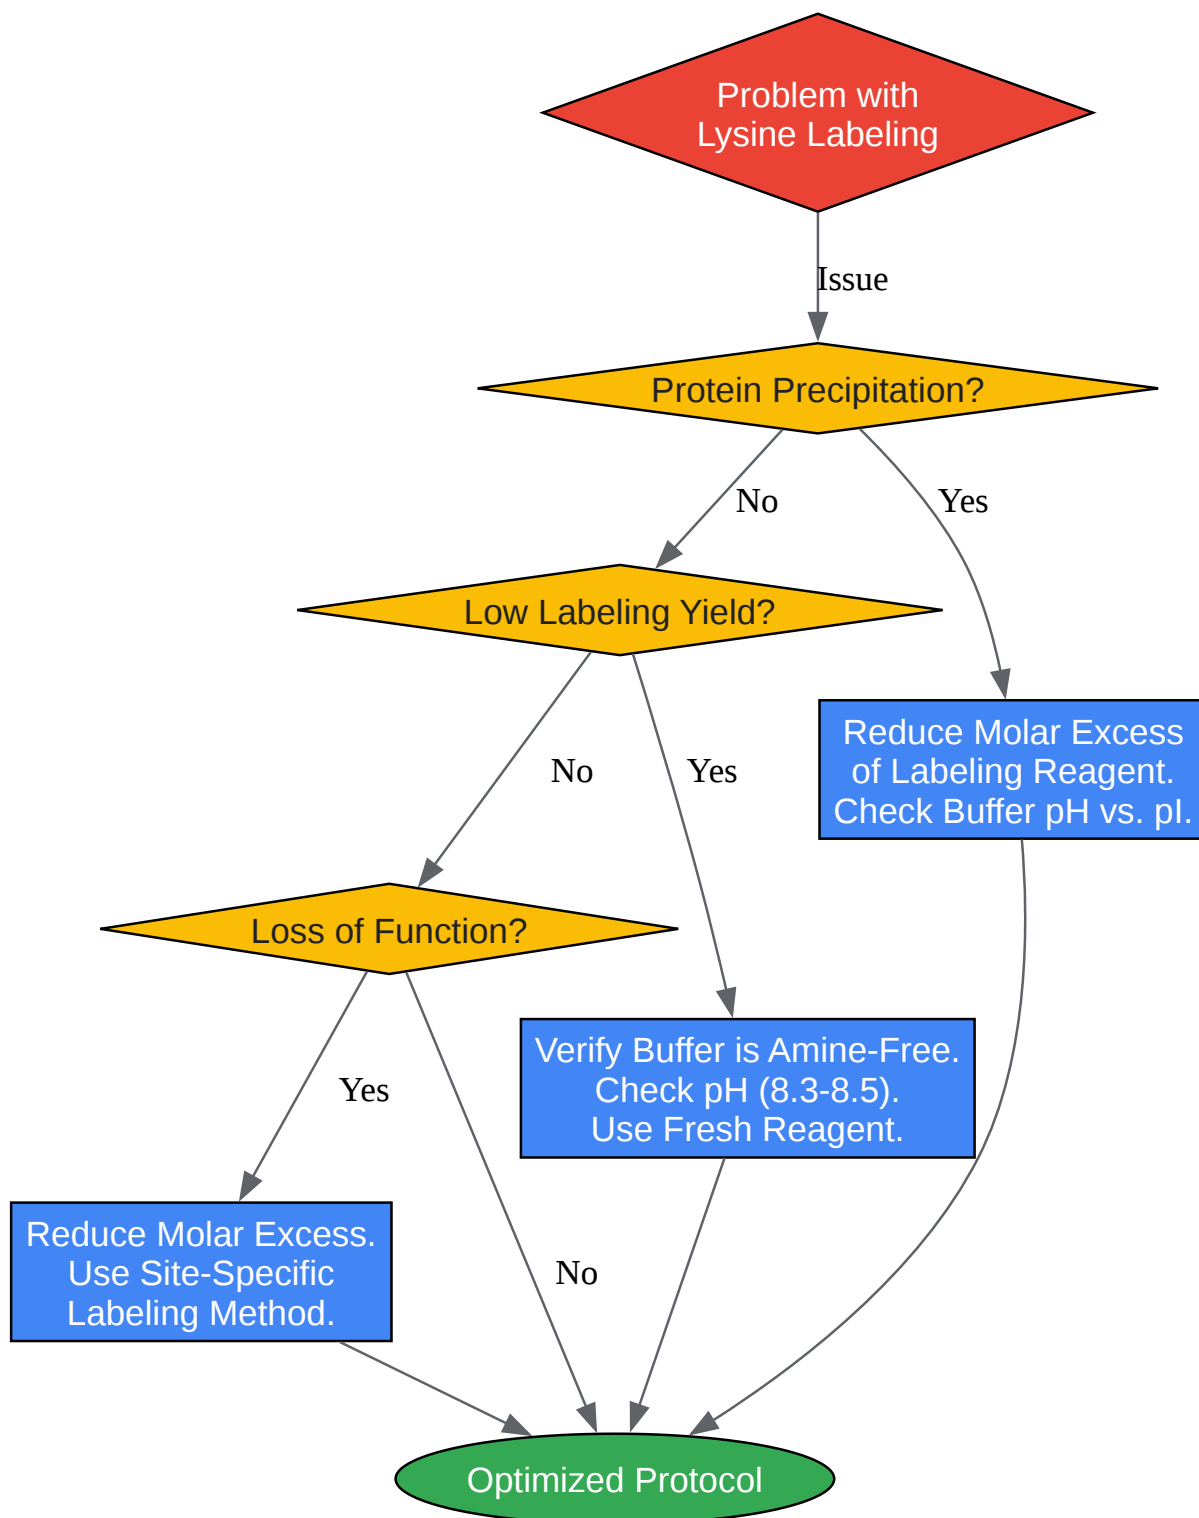 Problem with
Lysine Labeling
Issue
Protein Precipitation?
No
Yes
Low Labeling Yield?
No
Yes
Reduce Molar Excess
of Labeling Reagent.
Check Buffer pH vs. pI.
Loss of Function?
Yes
No
Verify Buffer is Amine-Free.
Check pH (8.3-8.5).
Use Fresh Reagent.
Reduce Molar Excess.
Use Site-Specific
Labeling Method.
Optimized Protocol